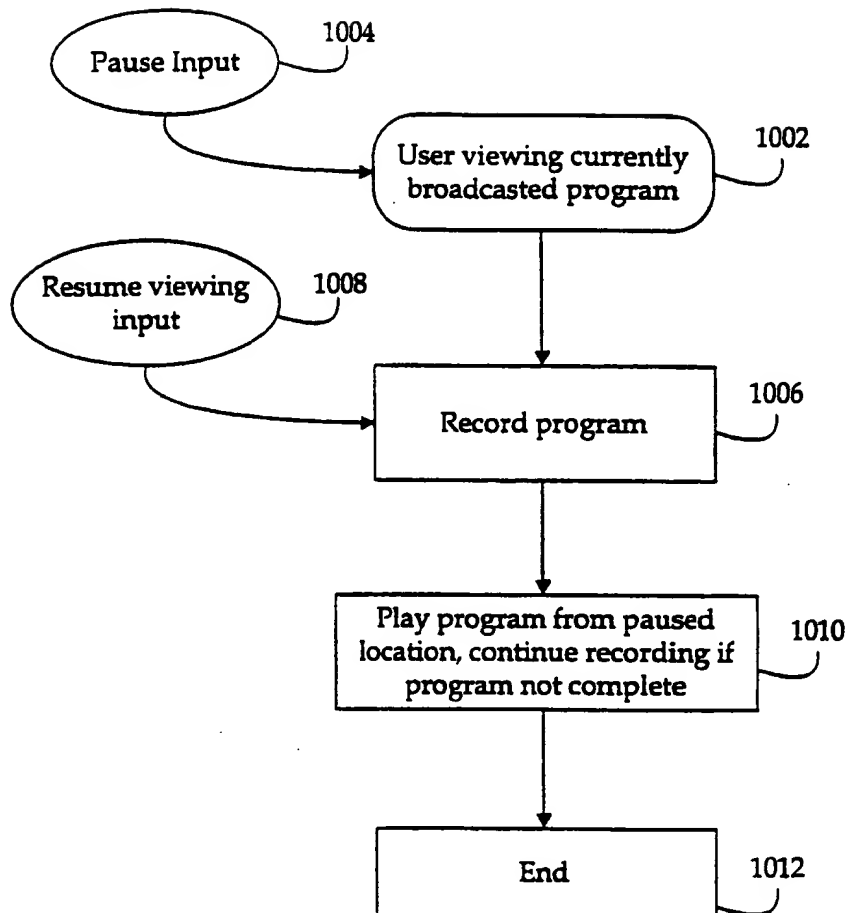 Pause Input
1004
User viewing currently
broadcasted program
1002
Resume viewing
input
1008
Record program
1006
Play program from paused
location, continue recording if
program not complete
1010
End
1012